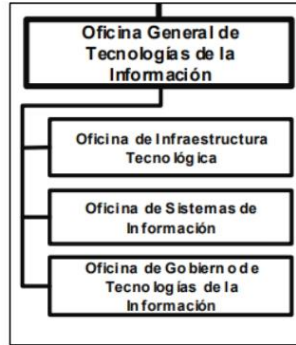 Oficina General de
Tecnologías de la
Información
Oficina de Infraestructura
Tecnológica
Oficina de Sistemas de
Información
Oficina de Gobierno de
Tecnologías de la
Información